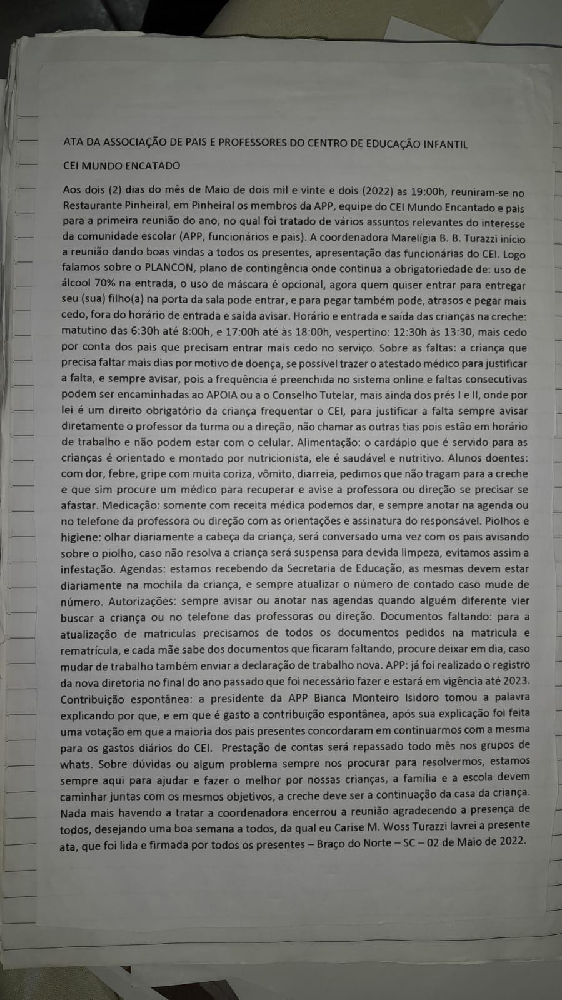 ATA DA ASSOCIAÇÃO DE PAIS E PROFESSORES DO CENTRO DE EDUCAÇÃO INFANTIL
CEI MUNDO ENCATADO
Aos dois (2) dias do mês de Maio de dois mil e vinte e dois (2022) as 19:00h, reuniram-se no
Restaurante Pinheiral, em Pinheiral os membros da APP, equipe do CEI Mundo Encantado e pais
para a primeira reunião do ano, no qual foi tratado de vários assuntos relevantes do interesse
da comunidade escolar (APP, funcionários e pais). A coordenadora Marelígia B. B. Turazzi início
a reunião dando boas vindas a todos os presentes, apresentação das funcionárias do CEI. Logo
falamos sobre o PLANCON, plano de contingência onde continua a obrigatoriedade de: uso de
álcool 70% na entrada, o uso de máscara é opcional, agora quem quiser entrar para entregar
seu (sua) filho(a) na porta da sala pode entrar, e para pegar também pode, atrasos e pegar mais
cedo, fora do horário de entrada e saída avisar. Horário e entrada e saída das crianças na creche:
matutino das 6:30h até 8:00h, e 17:00h até às 18:00h, vespertino: 12:30h às 13:30, mais cedo
por conta dos pais que precisam entrar mais cedo no serviço. Sobre as faltas: a criança que
precisa faltar mais dias por motivo de doença, se possível trazer o atestado médico para justificar
a falta, e sempre avisar, pois a frequência é preenchida no sistema online e faltas consecutivas
podem ser encaminhadas ao APOIA ou a o Conselho Tutelar, mais ainda dos prés I e II, onde por
lei é um direito obrigatório da criança frequentar o CEI, para justificar a falta sempre avisar
diretamente o professor da turma ou a direção, não chamar as outras tias pois estão em horário
de trabalho e não podem estar com o celular. Alimentação: o cardápio que é servido para as
crianças é orientado e montado por nutricionista, ele é saudável e nutritivo. Alunos doentes:
com dor, febre, gripe com muita coriza, vômito, diarreia, pedimos que não tragam para a creche
e que sim procure um médico para recuperar e avise a professora ou direção se precisar se
afastar. Medicação: somente com receita médica podemos dar, e sempre anotar na agenda ou
no telefone da professora ou direção com as orientações e assinatura do responsável. Piolhos e
higiene: olhar diariamente a cabeça da criança, será conversado uma vez com os pais avisando
sobre o piolho, caso não resolva a criança será suspensa para devida limpeza, evitamos assim a
infestação. Agendas: estamos recebendo da Secretaria de Educação, as mesmas devem estar
diariamente na mochila da criança, e sempre atualizar o número de contado caso mude de
número. Autorizações: sempre avisar ou anotar nas agendas quando alguém diferente vier
buscar a criança ou no telefone das professoras ou direção. Documentos faltando: para a
atualização de matriculas precisamos de todos os documentos pedidos na matricula e
rematrícula, e cada mãe sabe dos documentos que ficaram faltando, procure deixar em dia, caso
mudar de trabalho também enviar a declaração de trabalho nova. APP: já foi realizado o registro
da nova diretoria no final do ano passado que foi necessário fazer e estará em vigência até 2023.
Contribuição espontânea: a presidente da APP Bianca Monteiro Isidoro tomou a palavra
explicando por que, e em que é gasto a contribuição espontânea, após sua explicação foi feita
uma votação em que a maioria dos pais presentes concordaram em continuarmos com a mesma
para os gastos diários do CEI. Prestação de contas será repassado todo mês nos grupos de
whats. Sobre dúvidas ou algum problema sempre nos procurar para resolvermos, estamos
sempre aqui para ajudar e fazer o melhor por nossas crianças, a família e a escola devem
caminhar juntas com os mesmos objetivos, a creche deve ser a continuação da casa da criança.
Nada mais havendo a tratar a coordenadora encerrou a reunião agradecendo a presença de
todos, desejando uma boa semana a todos, da qual eu Carise M. Woss Turazzi lavrei a presente
ata, que foi lida e firmada por todos os presentes – Braço do Norte – SC – 02 de Maio de 2022.